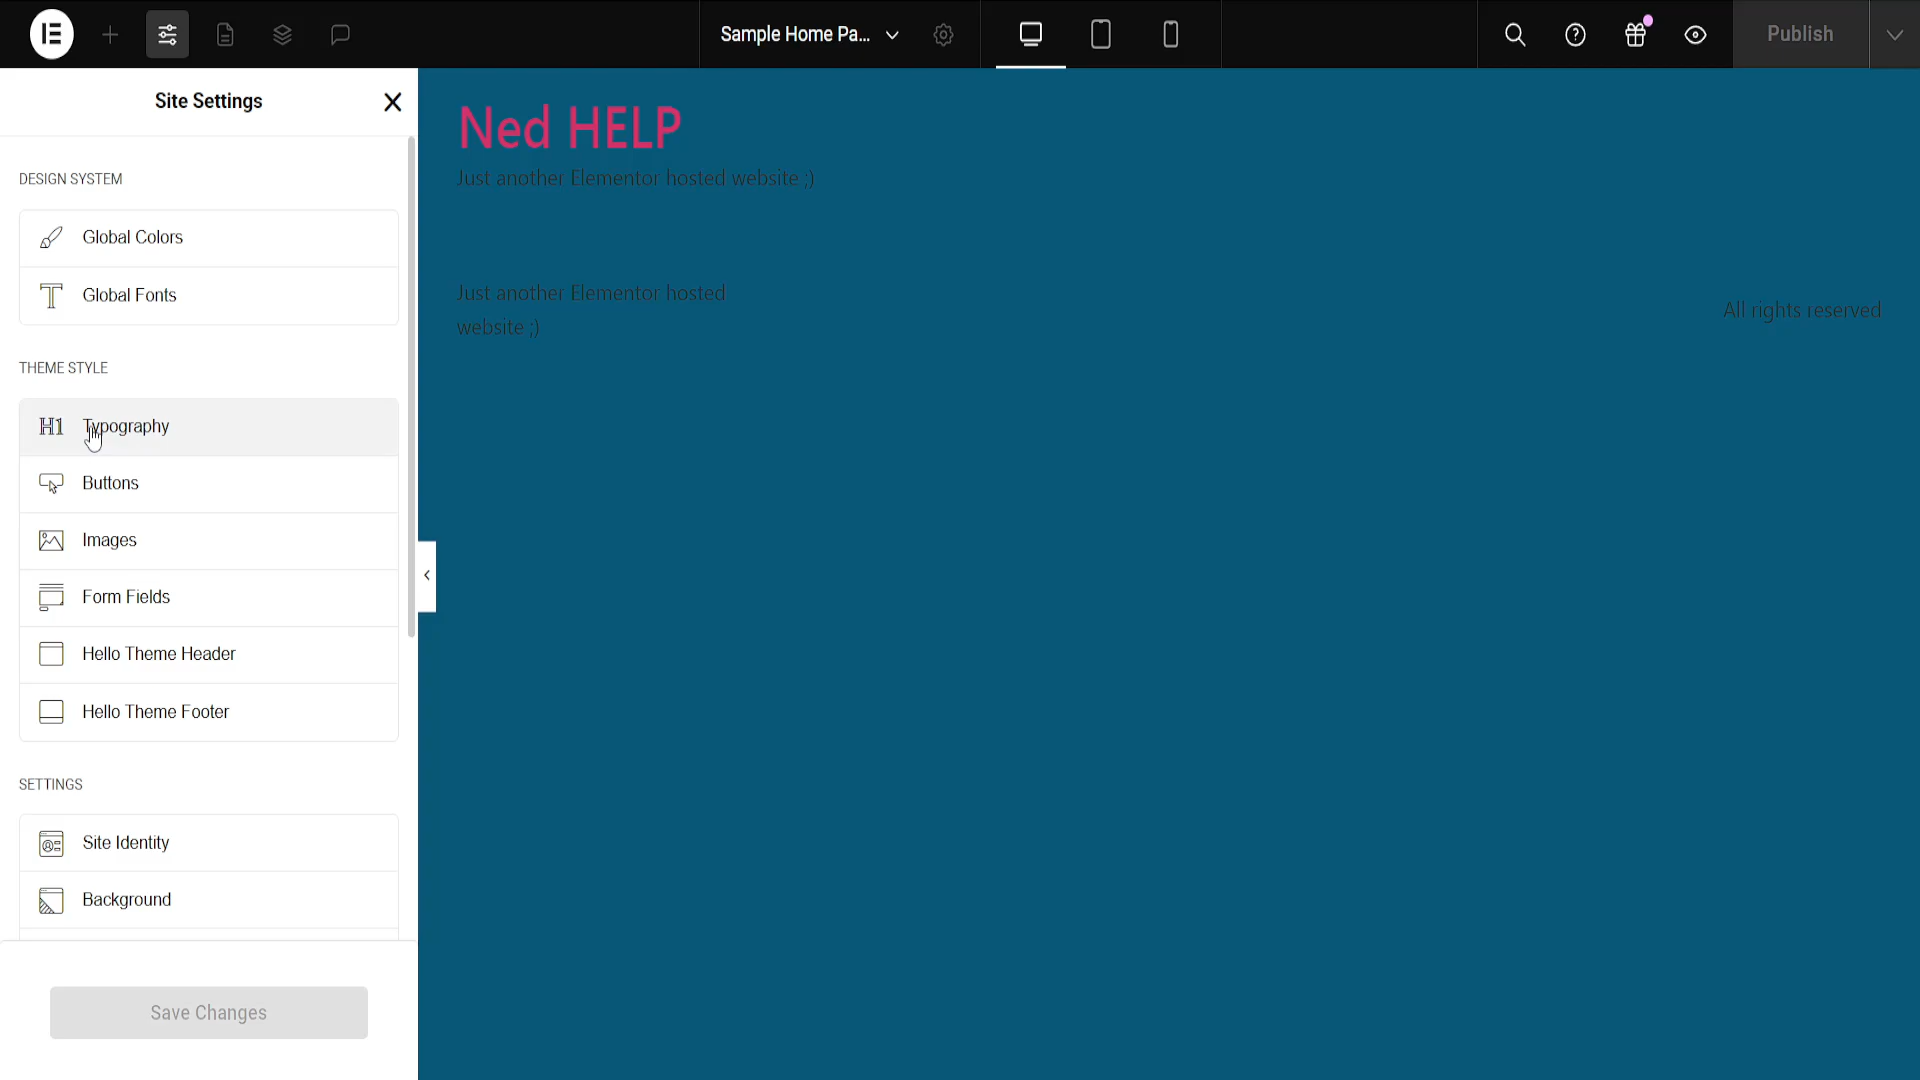 Sample Home Pa...
Publish
Site Settings
DESIGN SYSTEM
Global Colors
Global Fonts
THEME STYLE
H1 Typography
Buttons
Images
Form Fields
Hello Theme Header
Hello Theme Footer
SETTINGS
Site Identity
Background
Save Changes
Ned HELP
Just another Elementor hosted website ;)
Just another Elementor hosted
website ;)
All rights reserved